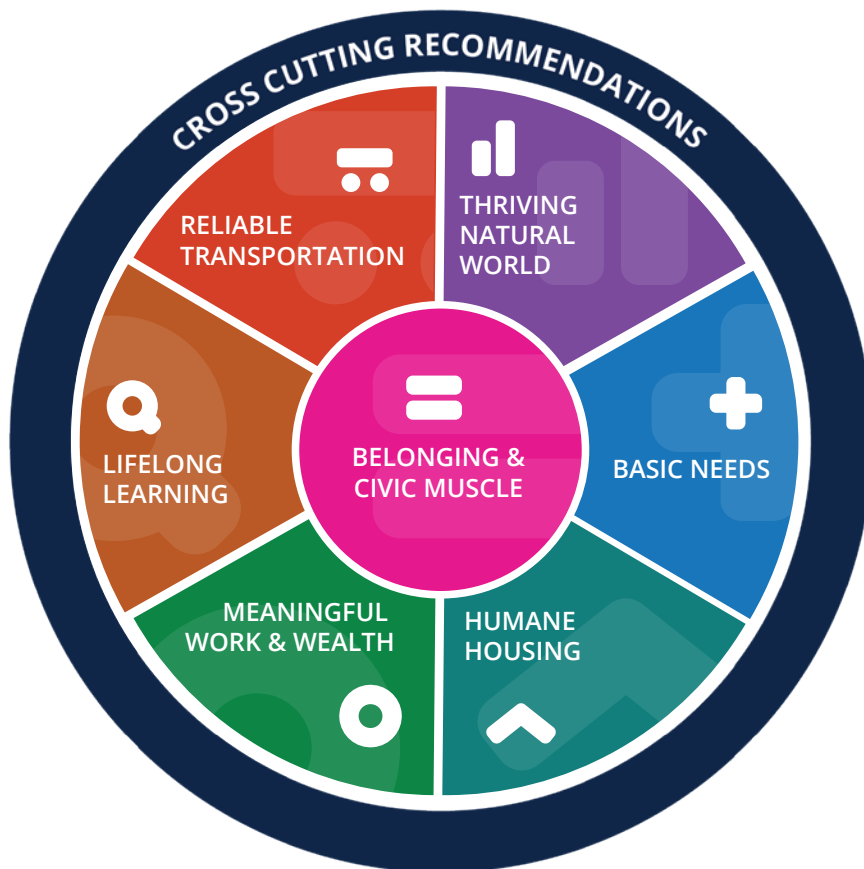 CROSS CUTTING RECOMMENDATIONS
RELIABLE
TRANSPORTATION
THRIVING
NATURAL
WORLD
LIFELONG
LEARNING
BELONGING &
CIVIC MUSCLE
BASIC NEEDS
MEANINGFUL
WORK & WEALTH
HUMANE
HOUSING